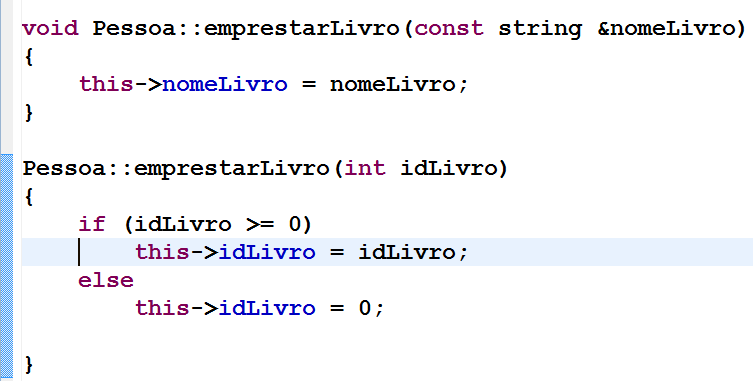 void Pessoa::emprestarLivro(const string &nomeLivro)
{
    this->nomeLivro = nomeLivro;
}

Pessoa::emprestarLivro(int idLivro)
{
    if (idLivro >= 0)
        this->idLivro = idLivro;
    else
        this->idLivro = 0;

}